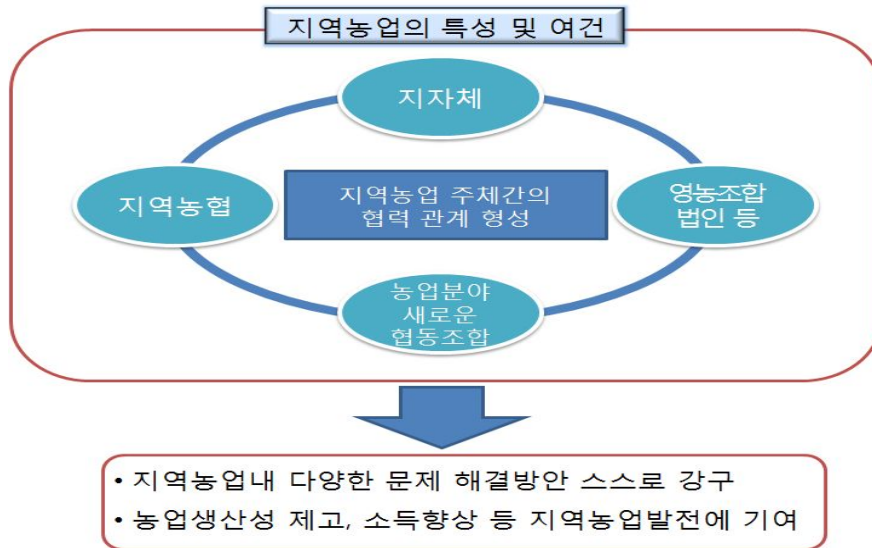 지역농업의 특성 및 여건
지자체
지역농협
지역농업 주체간의
협력 관계 형성
영농조합
법인 등
농업분야
새로운
협동조합
• 지역농업내 다양한 문제 해결방안 스스로 강구
• 농업생산성 제고, 소득향상 등 지역농업발전에 기여